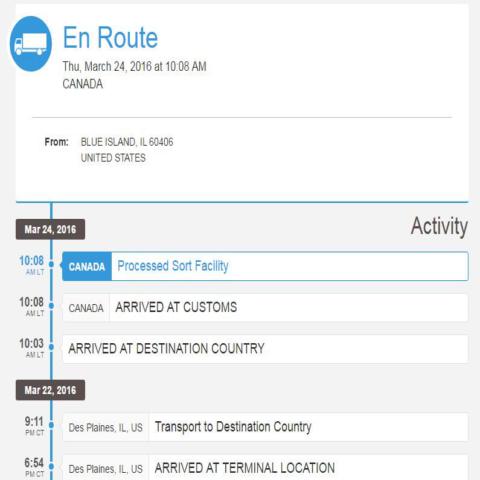 En Route
Thu, March 24, 2016 at 10:08 AM
CANADA
From: BLUE ISLAND, IL 60406
UNITED STATES
Activity
Mar 24, 2016
10:08 AM LT CANADA Processed Sort Facility
10:08 AM LT CANADA ARRIVED AT CUSTOMS
10:03 AM LT ARRIVED AT DESTINATION COUNTRY
Mar 22, 2016
9:11 PM CT Des Plaines, IL, US Transport to Destination Country
6:54 PM CT Des Plaines, IL, US ARRIVED AT TERMINAL LOCATION